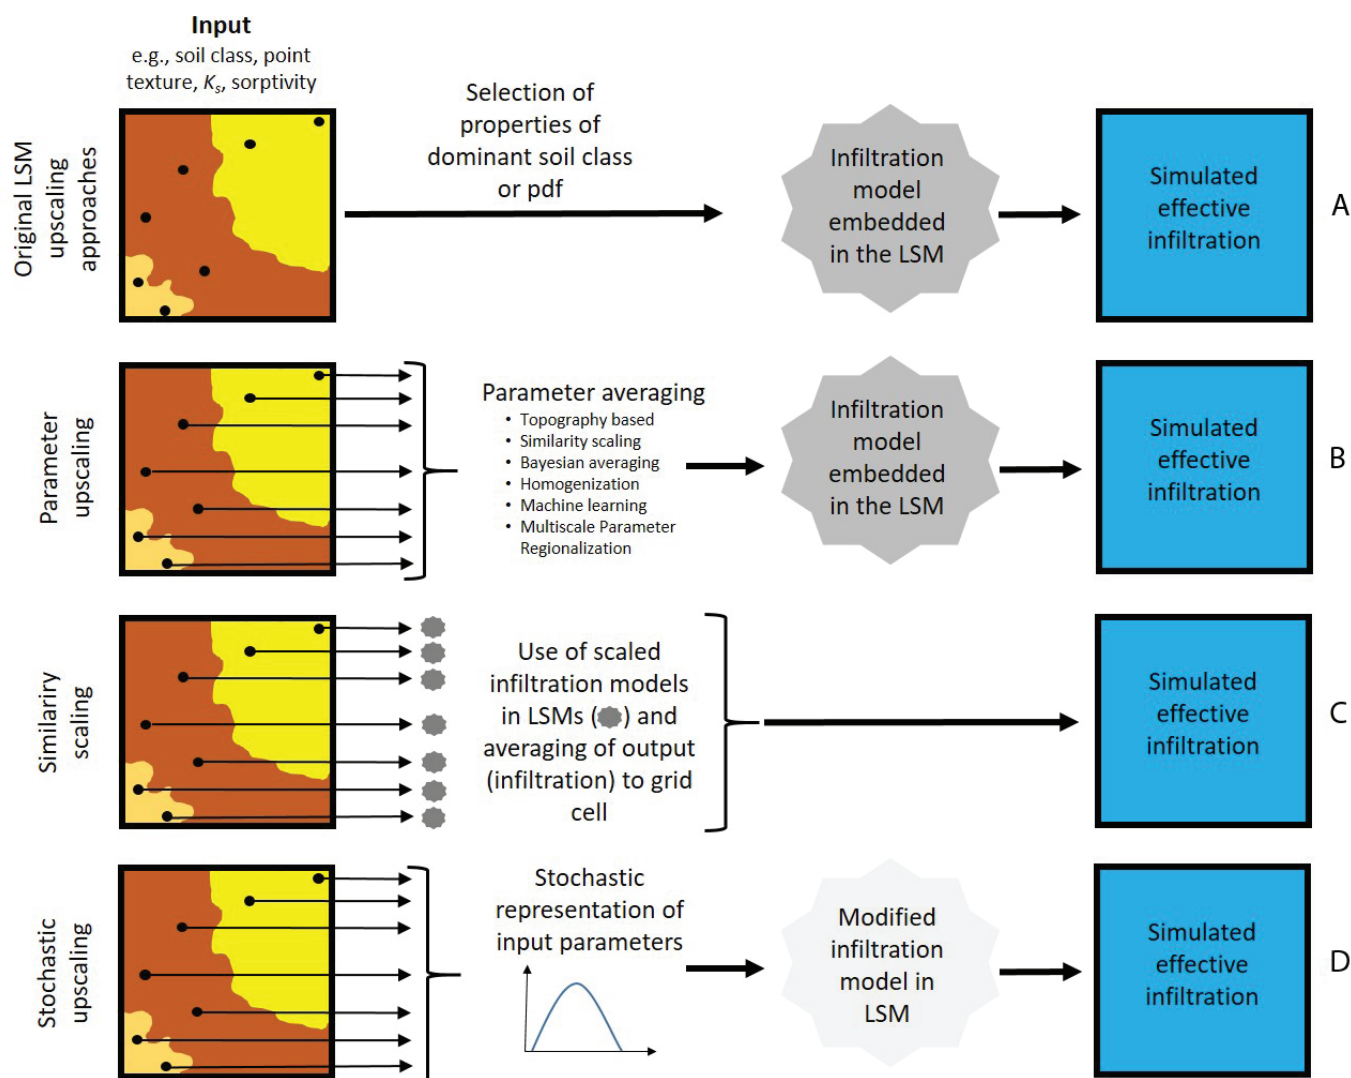 Input
e.g., soil class, point
texture, Ks, sorptivity
Original LSM
upscaling
approaches
Selection of
properties of
dominant soil class
or pdf
Infiltration
model
embedded
in the LSM
Simulated
effective
infiltration
A
Parameter
upscaling
Parameter averaging
• Topography based
• Similarity scaling
• Bayesian averaging
• Homogenization
• Machine learning
• Multiscale Parameter
Regionalization
Infiltration
model
embedded
in the LSM
Simulated
effective
infiltration
B
Similariry
scaling
Use of scaled
infiltration models
in LSMs ( ) and
averaging of output
(infiltration) to grid
cell
Simulated
effective
infiltration
C
Stochastic
upscaling
Stochastic
representation of
input parameters
Modified
infiltration
model in
LSM
Simulated
effective
infiltration
D